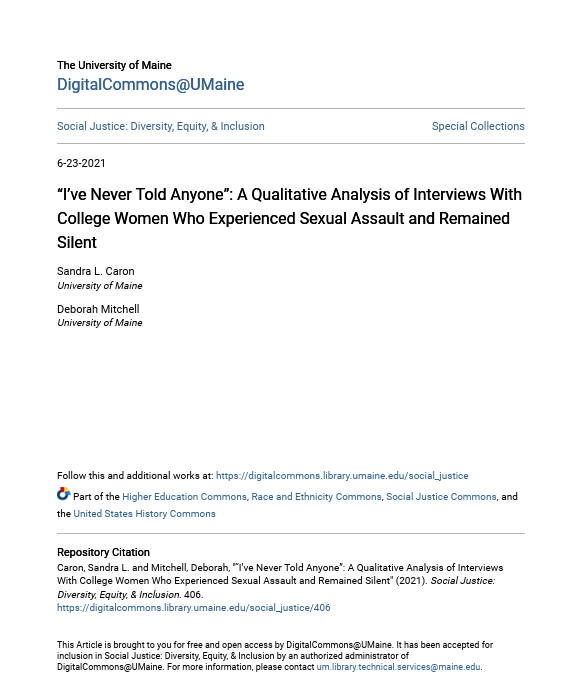 The University of Maine
DigitalCommons@UMaine
Social Justice: Diversity, Equity, & Inclusion
Special Collections
6-23-2021
“I’ve Never Told Anyone”: A Qualitative Analysis of Interviews With
College Women Who Experienced Sexual Assault and Remained
Silent
Sandra L. Caron
University of Maine
Deborah Mitchell
University of Maine
Follow this and additional works at: https://digitalcommons.library.umaine.edu/social_justice
Part of the Higher Education Commons, Race and Ethnicity Commons, Social Justice Commons, and
the United States History Commons
Repository Citation
Caron, Sandra L. and Mitchell, Deborah, "“I’ve Never Told Anyone”: A Qualitative Analysis of Interviews
With College Women Who Experienced Sexual Assault and Remained Silent" (2021). Social Justice:
Diversity, Equity, & Inclusion. 406.
https://digitalcommons.library.umaine.edu/social_justice/406
This Article is brought to you for free and open access by DigitalCommons@UMaine. It has been accepted for
inclusion in Social Justice: Diversity, Equity, & Inclusion by an authorized administrator of
DigitalCommons@UMaine. For more information, please contact um.library.technical.services@maine.edu.